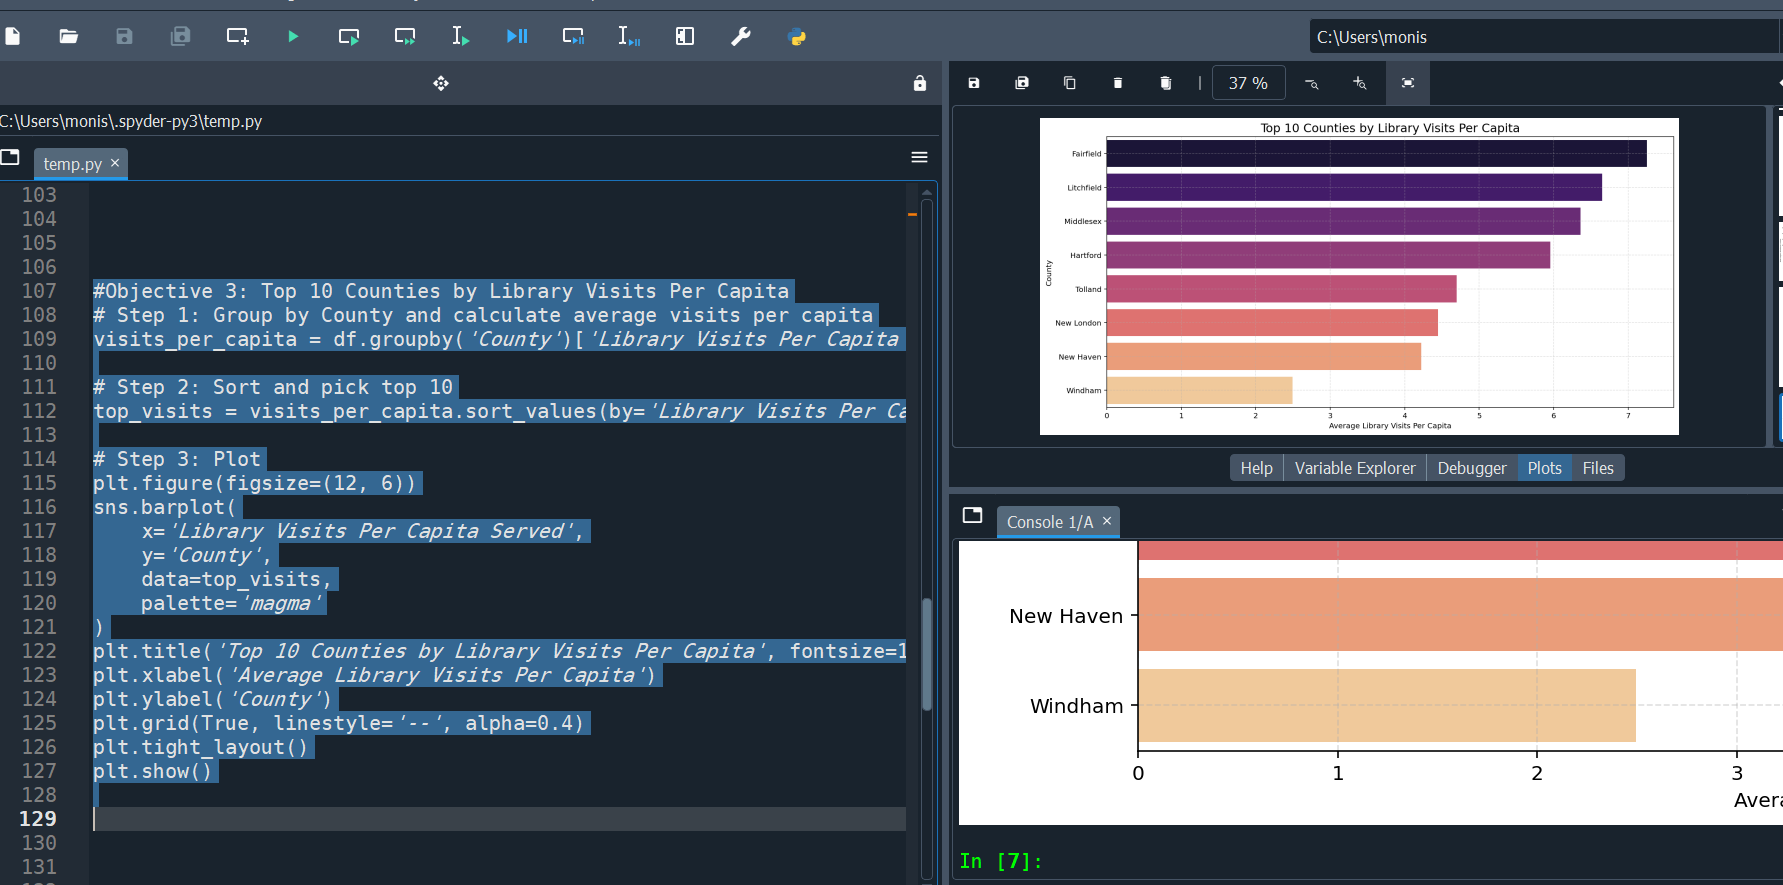 C:\Users\monis
C:\Users\monis\.spyder-py3\temp.py
temp.py ×
103
104
105
106
107 #Objective 3: Top 10 Counties by Library Visits Per Capita
108 # Step 1: Group by County and calculate average visits per capita
109 visits_per_capita = df.groupby('County')['Library Visits Per Capita
110
111 # Step 2: Sort and pick top 10
112 top_visits = visits_per_capita.sort_values(by='Library Visits Per Ca
113
114 # Step 3: Plot
115 plt.figure(figsize=(12, 6))
116 sns.barplot(
117     x='Library Visits Per Capita Served',
118     y='County',
119     data=top_visits,
120     palette='magma'
121 )
122 plt.title('Top 10 Counties by Library Visits Per Capita', fontsize=1
123 plt.xlabel('Average Library Visits Per Capita')
124 plt.ylabel('County')
125 plt.grid(True, linestyle='--', alpha=0.4)
126 plt.tight_layout()
127 plt.show()
128
129
130
131
37 %
Top 10 Counties by Library Visits Per Capita
County
Fairfield
Litchfield
Middlesex
Hartford
Tolland
New London
New Haven
Windham
0 1 2 3 4 5 6 7
Average Library Visits Per Capita
Help Variable Explorer Debugger Plots Files
Console 1/A ×
New Haven
Windham
0 1 2 3
Avera
In [7]: